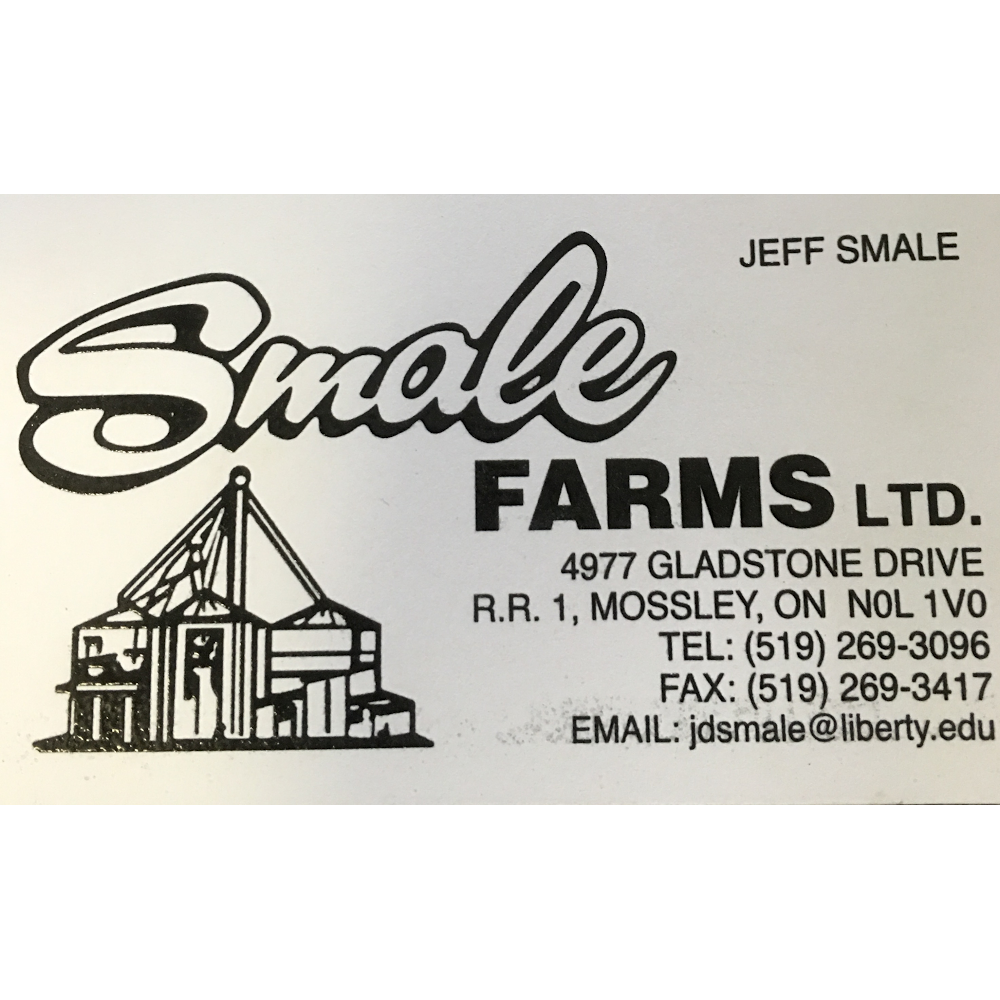 JEFF SMALE
Smale
FARMS LTD.
4977 GLADSTONE DRIVE
R.R. 1, MOSSLEY, ON N0L 1V0
TEL: (519) 269-3096
FAX: (519) 269-3417
EMAIL: jdsmale@liberty.edu